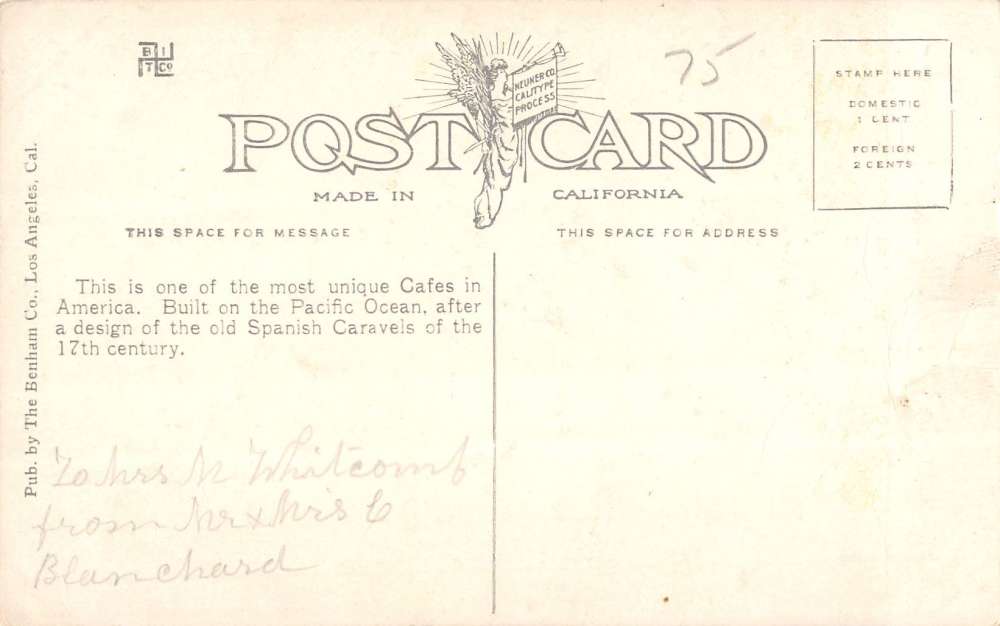 BIT Co
NEUNER CO.
CALITYPE
PROCESS
75
POST CARD
MADE IN CALIFORNIA
STAMP HERE
DOMESTIC
1 CENT
FOREIGN
2 CENTS
THIS SPACE FOR MESSAGE
THIS SPACE FOR ADDRESS
This is one of the most unique Cafes in
America. Built on the Pacific Ocean, after
a design of the old Spanish Caravels of the
17th century.
Pub. by The Benham Co., Los Angeles, Cal.
To Mrs M Whitcomb
from Mr & Mrs C
Blanchard